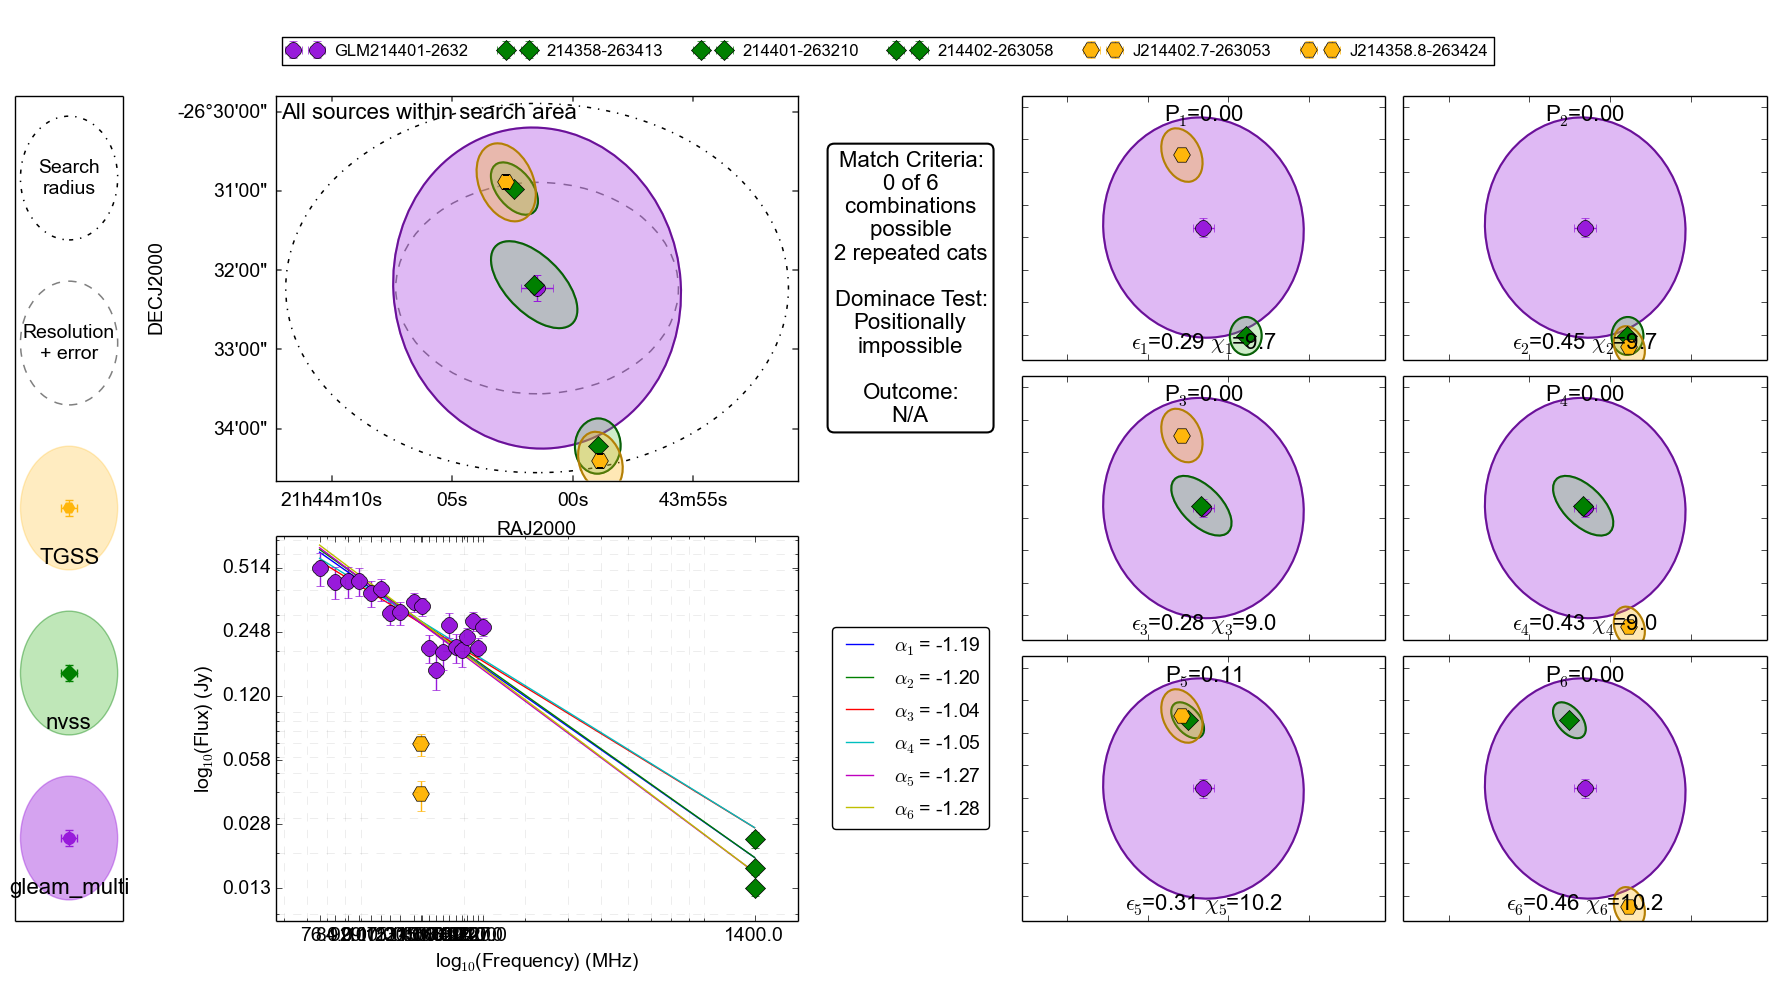 GLM214401-2632 214358-263413 214401-263210 214402-263058 J214402.7-263053 J214358.8-263424
Search
radius
Resolution
+ error
TGSS
nvss
gleam_multi
All sources within search area
DECJ2000
-26°30'00"
31'00"
32'00"
33'00"
34'00"
21h44m10s 05s 00s 43m55s
RAJ2000
Match Criteria:
0 of 6
combinations
possible
2 repeated cats
Dominace Test:
Positionally
impossible
Outcome:
N/A
log10(Flux) (Jy)
0.514
0.248
0.120
0.058
0.028
0.013
1400.0
log10(Frequency) (MHz)
α1 = -1.19
α2 = -1.20
α3 = -1.04
α4 = -1.05
α5 = -1.27
α6 = -1.28
P1=0.00
ϵ1=0.29 χ1=9.7
P2=0.00
ϵ2=0.45 χ2=9.7
P3=0.00
ϵ3=0.28 χ3=9.0
P4=0.00
ϵ4=0.43 χ4=9.0
P5=0.11
ϵ5=0.31 χ5=10.2
P6=0.00
ϵ6=0.46 χ6=10.2